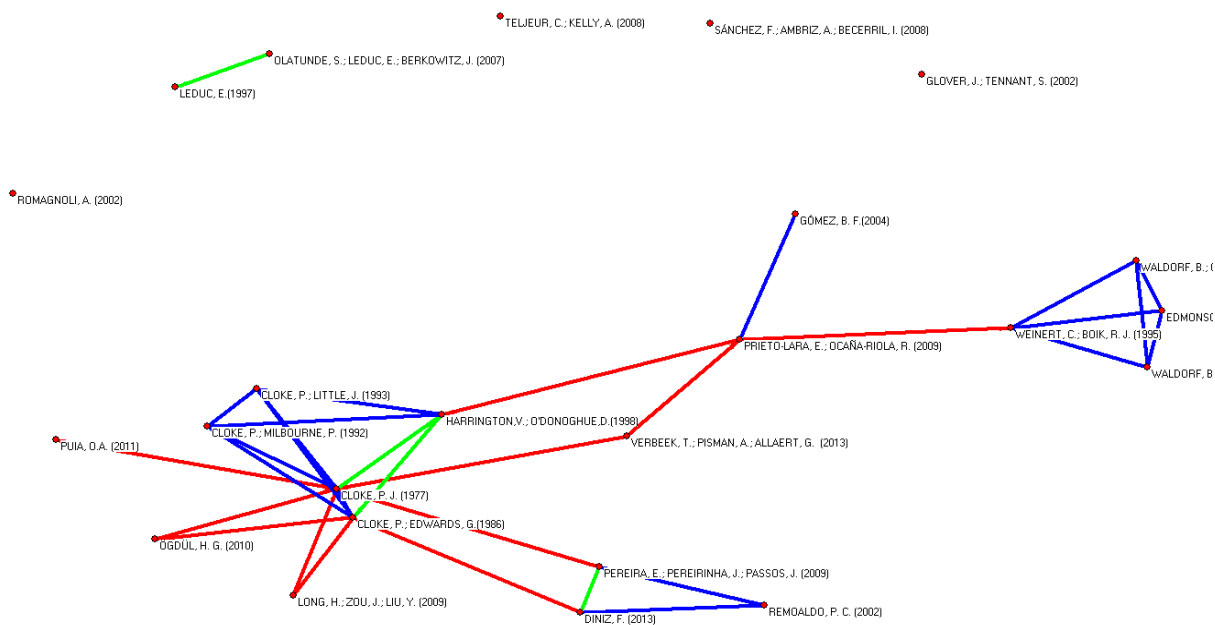 TELJEUR, C.; KELLY, A. (2008)
SÁNCHEZ, F.; AMBRIZ, A.; BECERRIL, I. (2008)
OLATUNDE, S.; LEDUC, E.; BERKOWITZ, J. (2007)
GLOVER, J.; TENNANT, S. (2002)
LEDUC, E.(1997)
ROMAGNOLI, A. (2002)
GÓMEZ, B. F.(2004)
WALDORF, B.;
EDMONSO
WEINERT, C.; BOIK, R. J. (1995)
PRIETO-LARA, E.; OCAÑA-RIOLA, R. (2009)
WALDORF, B
CLOKE, P.; LITTLE, J. (1993)
HARRINGTON,V.; O'DONOGHUE,D.(1998)
CLOKE, P.; MILBOURNE, P. (1992)
VERBEEK, T.; PISMAN, A.; ALLAERT, G. (2013)
PUIA, O.A. (2011)
CLOKE, P. J. (1977)
CLOKE, P.; EDWARDS, G.(1986)
ÖGDÜL, H. G. (2010)
PEREIRA, E.; PEREIRINHA, J.; PASSOS, J. (2009)
LONG, H.; ZOU, J.; LIU, Y. (2009)
REMOALDO, P. C. (2002)
DINIZ, F. (2013)